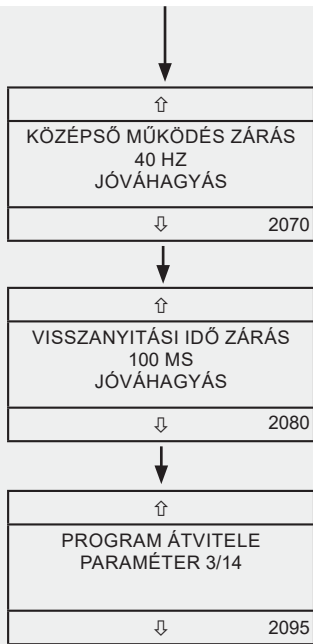 ⇧
KÖZÉPSŐ MŰKÖDÉS ZÁRÁS
40 HZ
JÓVÁHAGYÁS
⇩ 2070
⇧
VISSZANYITÁSI IDŐ ZÁRÁS
100 MS
JÓVÁHAGYÁS
⇩ 2080
⇧
PROGRAM ÁTVITELE
PARAMÉTER 3/14
⇩ 2095